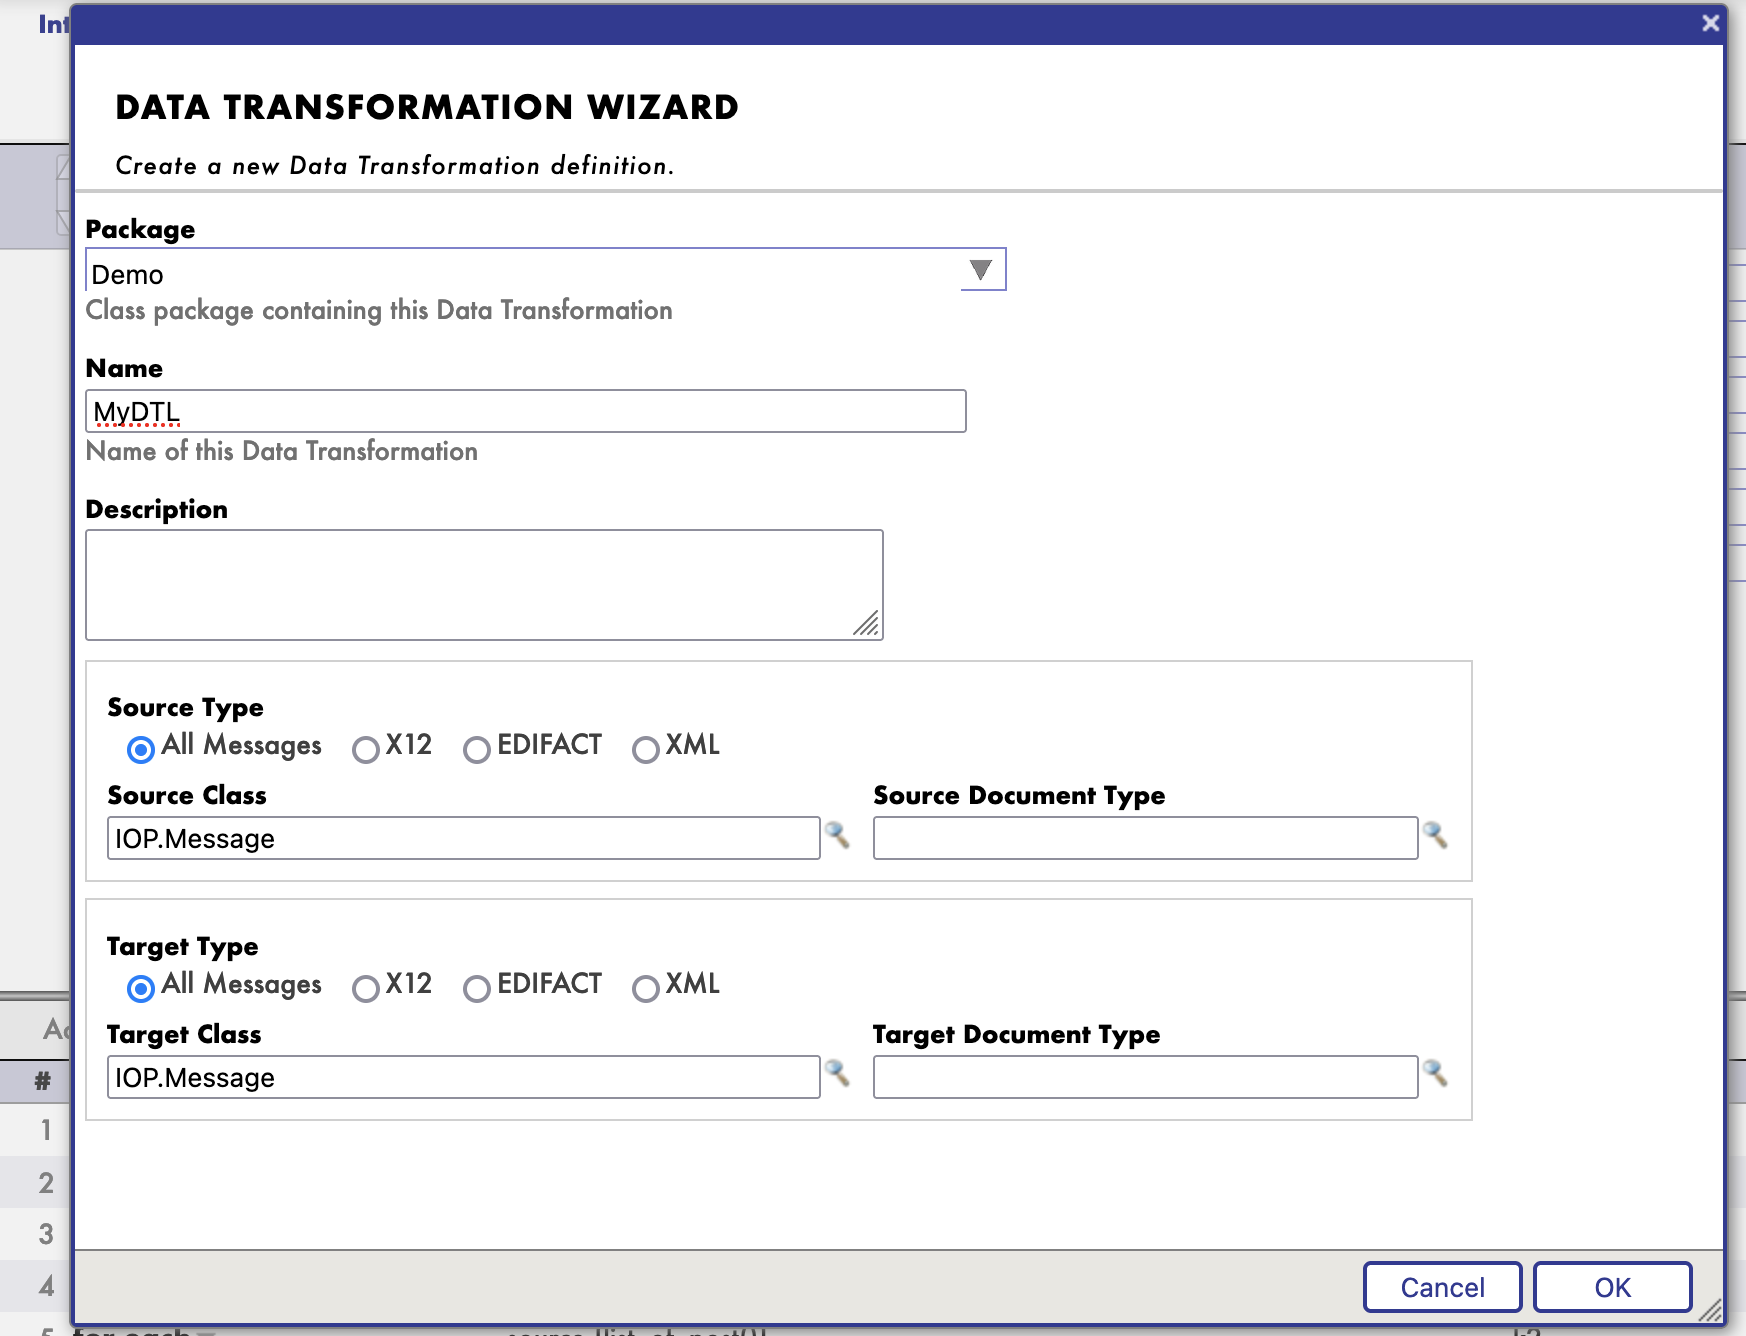 Int
DATA TRANSFORMATION WIZARD
Create a new Data Transformation definition.
Package
Demo
Class package containing this Data Transformation
Name
MyDTL
Name of this Data Transformation
Description
Source Type
All Messages X12 EDIFACT XML
Source Class Source Document Type
IOP.Message
Target Type
All Messages X12 EDIFACT XML
Target Class Target Document Type
IOP.Message
#
1
2
3
4
Cancel OK
5 for each